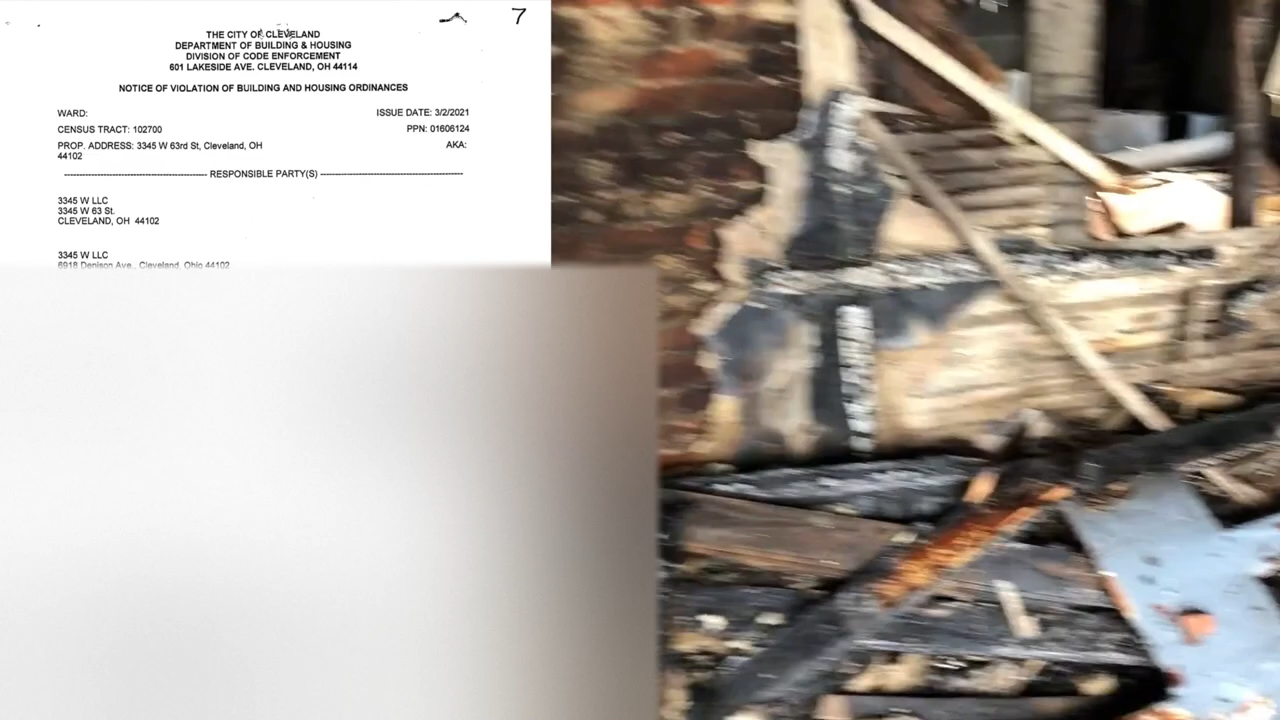 7
THE CITY OF CLEVELAND
DEPARTMENT OF BUILDING & HOUSING
DIVISION OF CODE ENFORCEMENT
601 LAKESIDE AVE. CLEVELAND, OH 44114
NOTICE OF VIOLATION OF BUILDING AND HOUSING ORDINANCES
WARD: ISSUE DATE: 3/2/2021
CENSUS TRACT: 102700 PPN: 01606124
PROP. ADDRESS: 3345 W 63rd St, Cleveland, OH AKA:
44102
RESPONSIBLE PARTY(S)
3345 W LLC
3345 W 63 St.
CLEVELAND, OH 44102
3345 W LLC
6918 Denison Ave., Cleveland, Ohio 44102